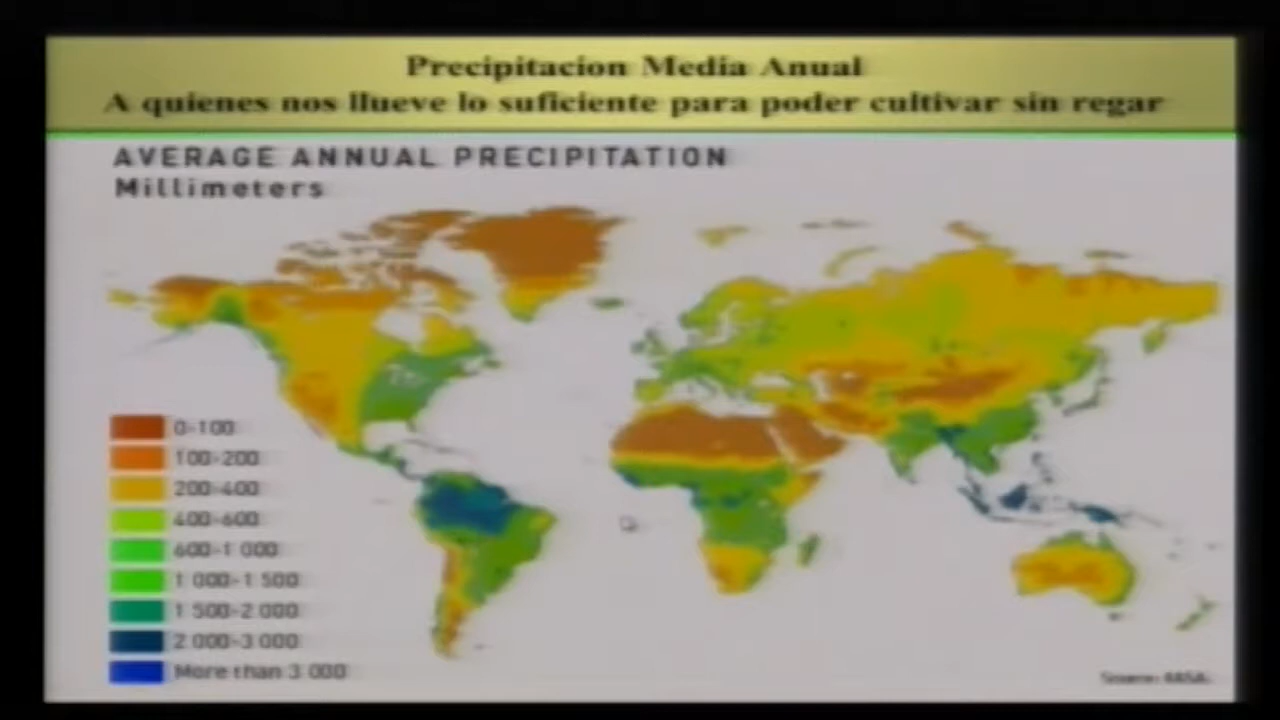 Precipitacion Media Anual
A quienes nos llueve lo suficiente para poder cultivar sin regar
AVERAGE ANNUAL PRECIPITATION
Millimeters
0-100
100-200
200-400
400-600
600-1 000
1 000-1 500
1 500-2 000
2 000-3 000
More than 3 000
Source: